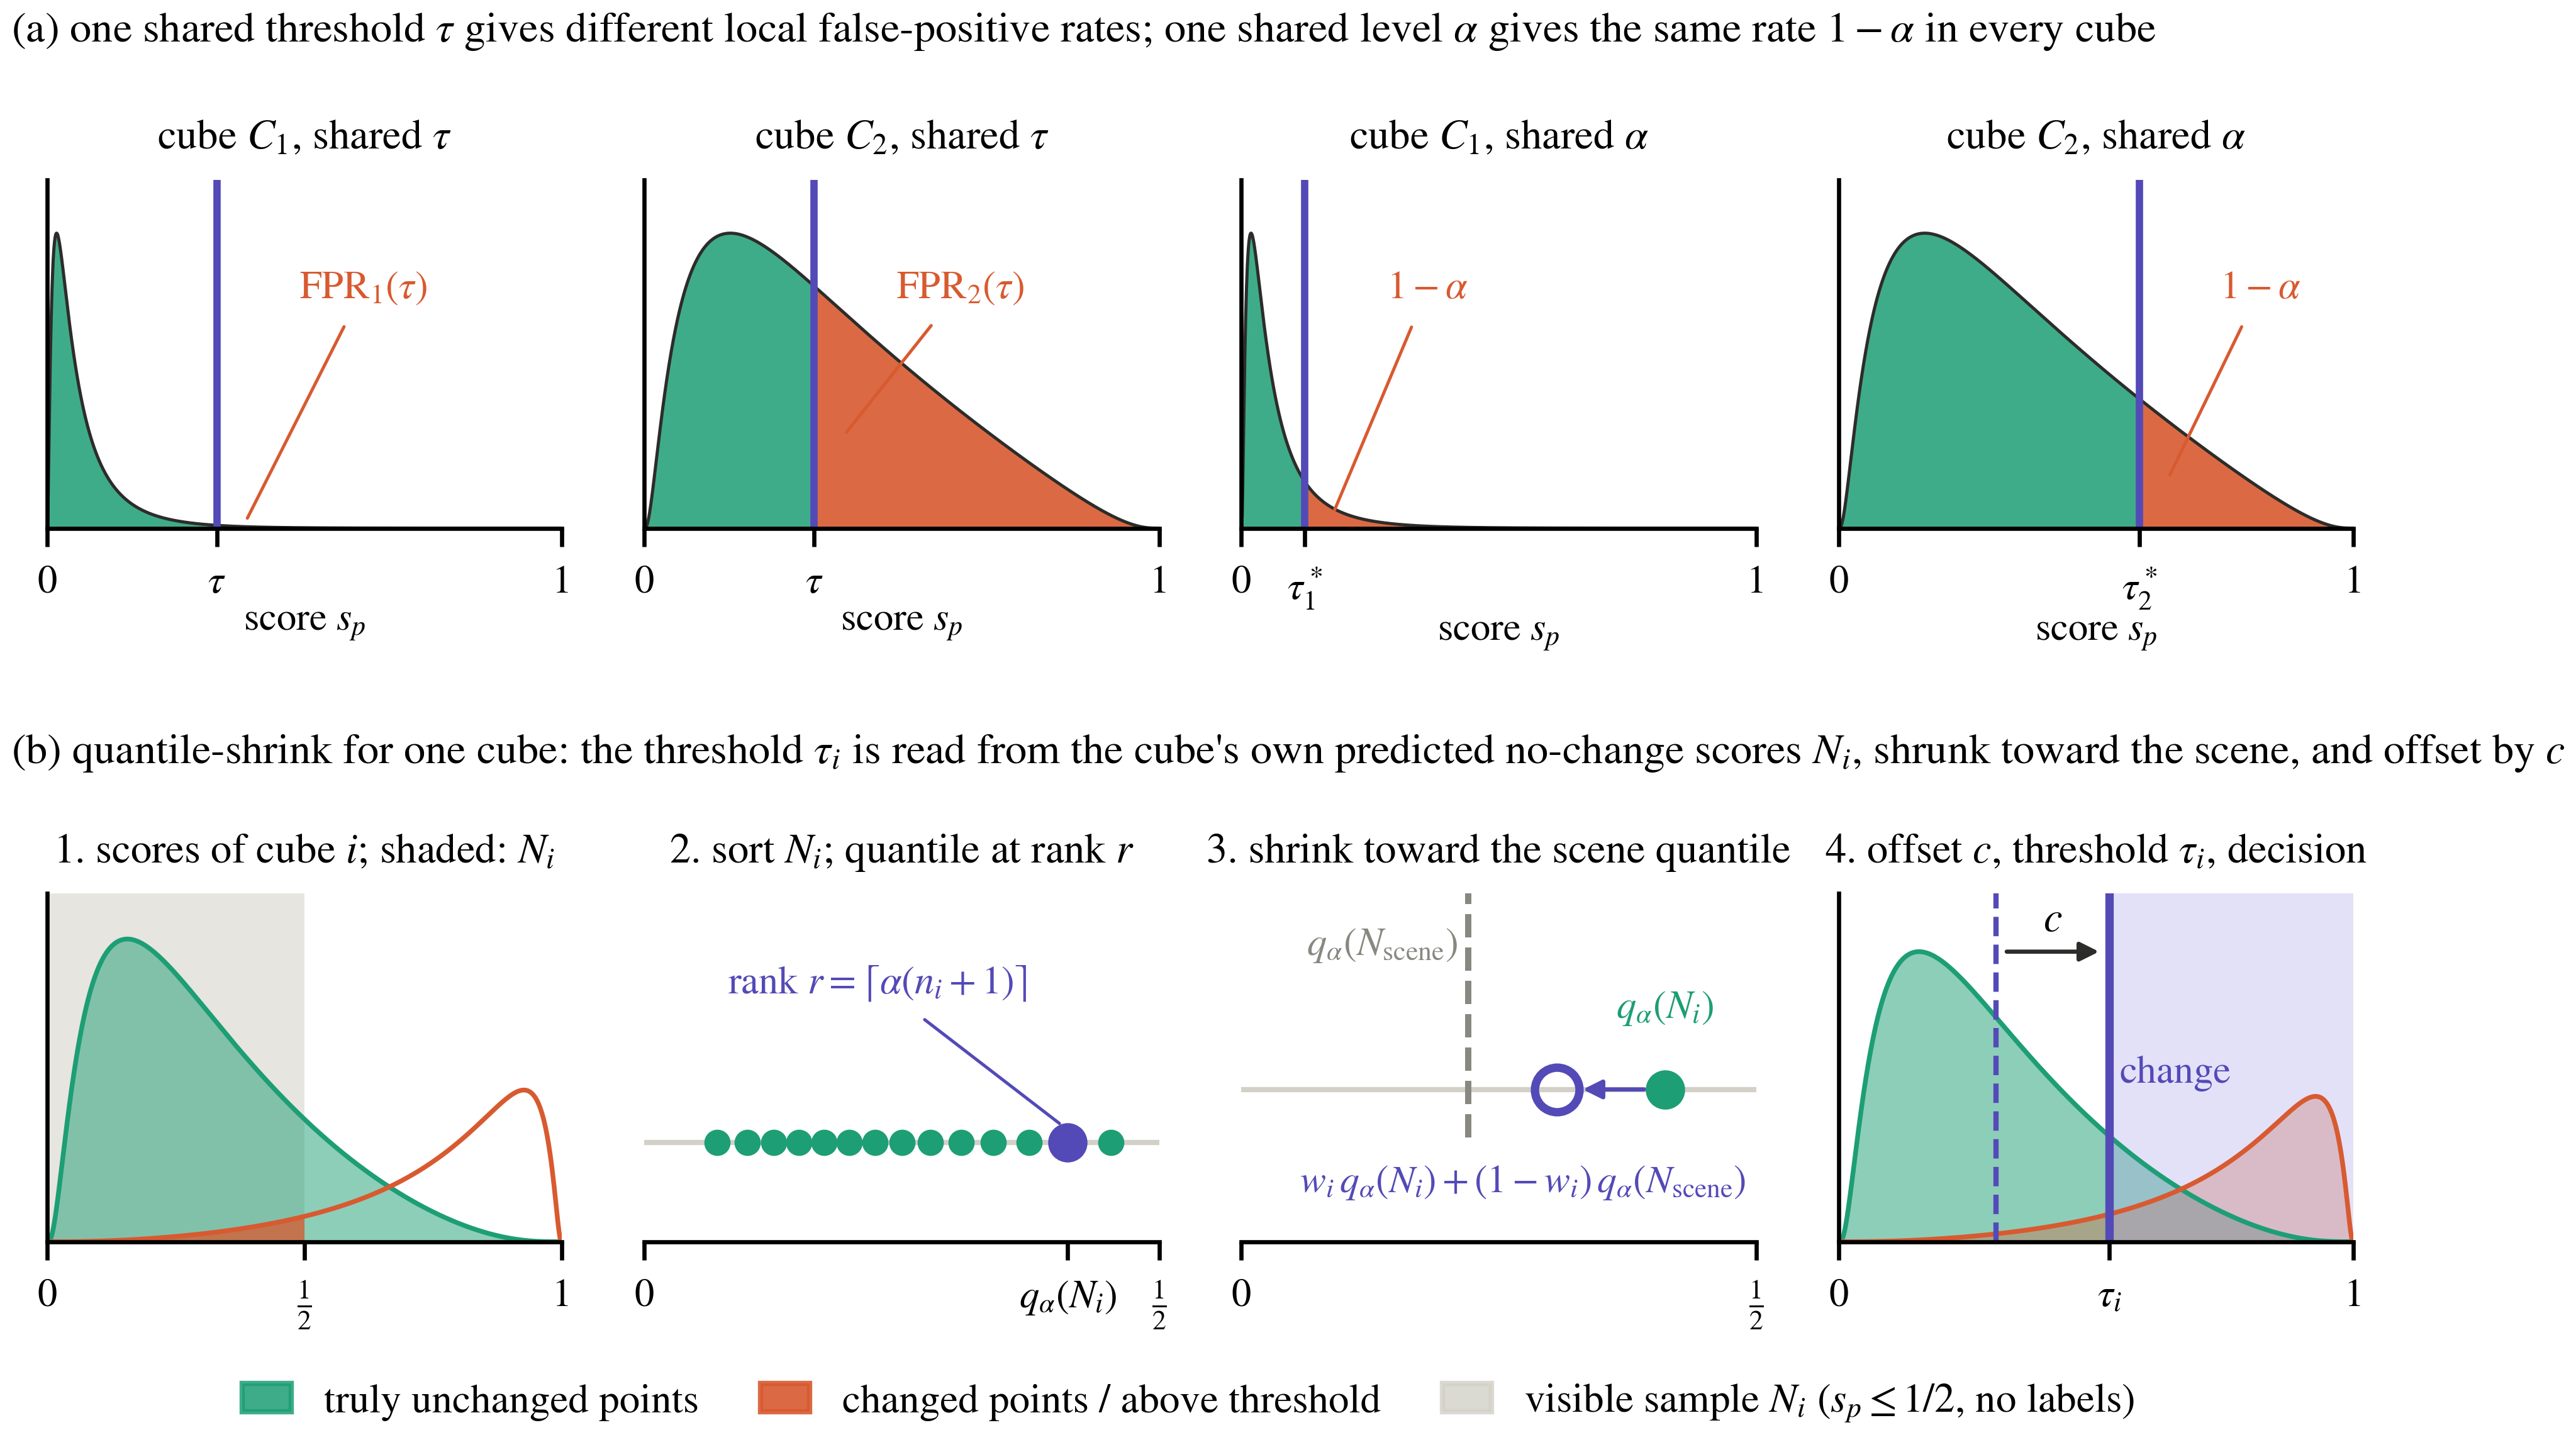 (a) one shared threshold τ gives different local false-positive rates; one shared level α gives the same rate 1 − α in every cube
cube C₁, shared τ
cube C₂, shared τ
cube C₁, shared α
cube C₂, shared α
FPR₁(τ)
FPR₂(τ)
1 − α
1 − α
0 τ 1
score sₚ
0 τ 1
score sₚ
0 τ₁* 1
score sₚ
0 τ₂* 1
score sₚ
(b) quantile-shrink for one cube: the threshold τᵢ is read from the cube's own predicted no-change scores Nᵢ, shrunk toward the scene, and offset by c
1. scores of cube i; shaded: Nᵢ
2. sort Nᵢ; quantile at rank r
3. shrink toward the scene quantile
4. offset c, threshold τᵢ, decision
0 1/2 1
rank r = ⌈α(nᵢ + 1)⌉
0 q_α(Nᵢ) 1/2
q_α(N_scene)
q_α(Nᵢ)
wᵢ q_α(Nᵢ) + (1 − wᵢ) q_α(N_scene)
0 1/2
c
change
0 τᵢ 1
truly unchanged points
changed points / above threshold
visible sample Nᵢ (sₚ ≤ 1/2, no labels)